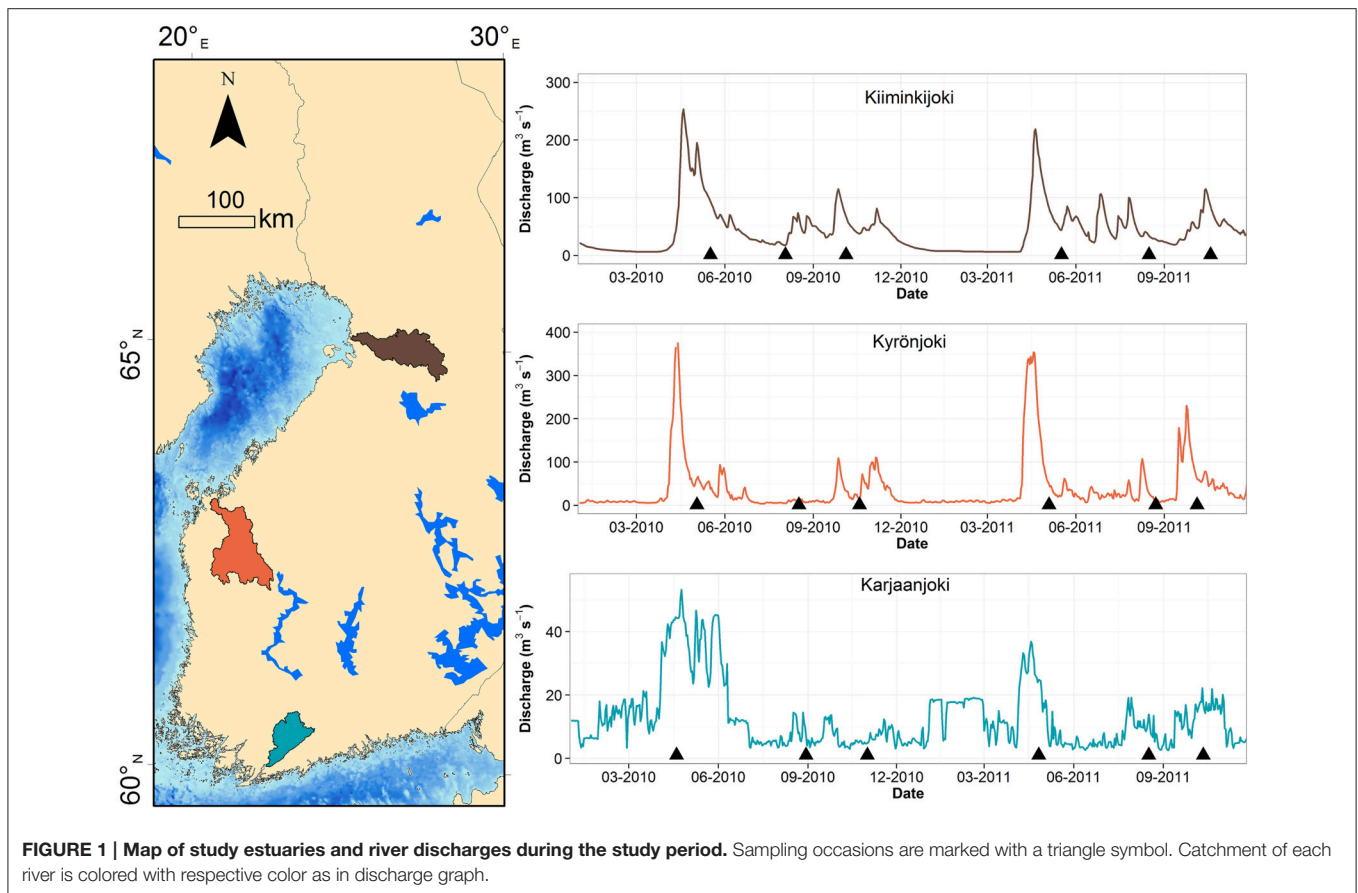 20° E
30° E
N
100
km
65° N
60° N
Kiiminkijoki
Discharge (m³ s⁻¹)
300
200
100
0
03-2010 06-2010 09-2010 12-2010 03-2011 06-2011 09-2011
Date
Kyrönjoki
Discharge (m³ s⁻¹)
400
300
200
100
0
03-2010 06-2010 09-2010 12-2010 03-2011 06-2011 09-2011
Date
Karjaanjoki
Discharge (m³ s⁻¹)
40
20
0
03-2010 06-2010 09-2010 12-2010 03-2011 06-2011 09-2011
Date
FIGURE 1 | Map of study estuaries and river discharges during the study period. Sampling occasions are marked with a triangle symbol. Catchment of each
river is colored with respective color as in discharge graph.